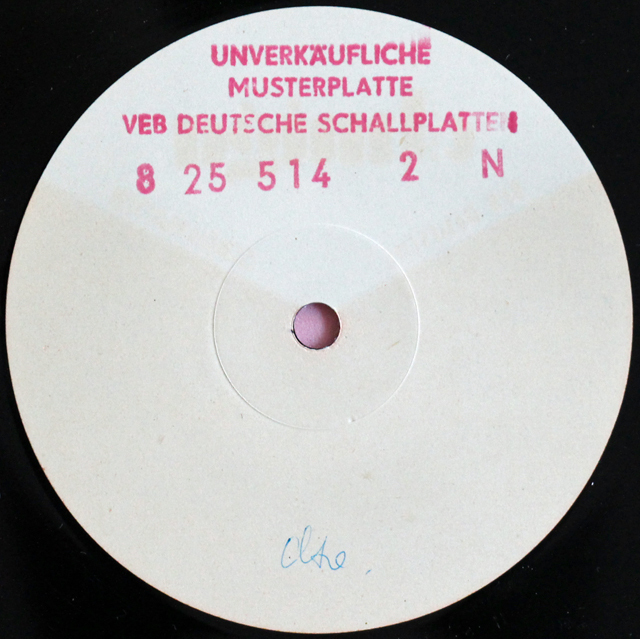 UNVERKÄUFLICHE
MUSTERPLATTE
VEB DEUTSCHE SCHALLPLATTEN
8 25 514 2 N